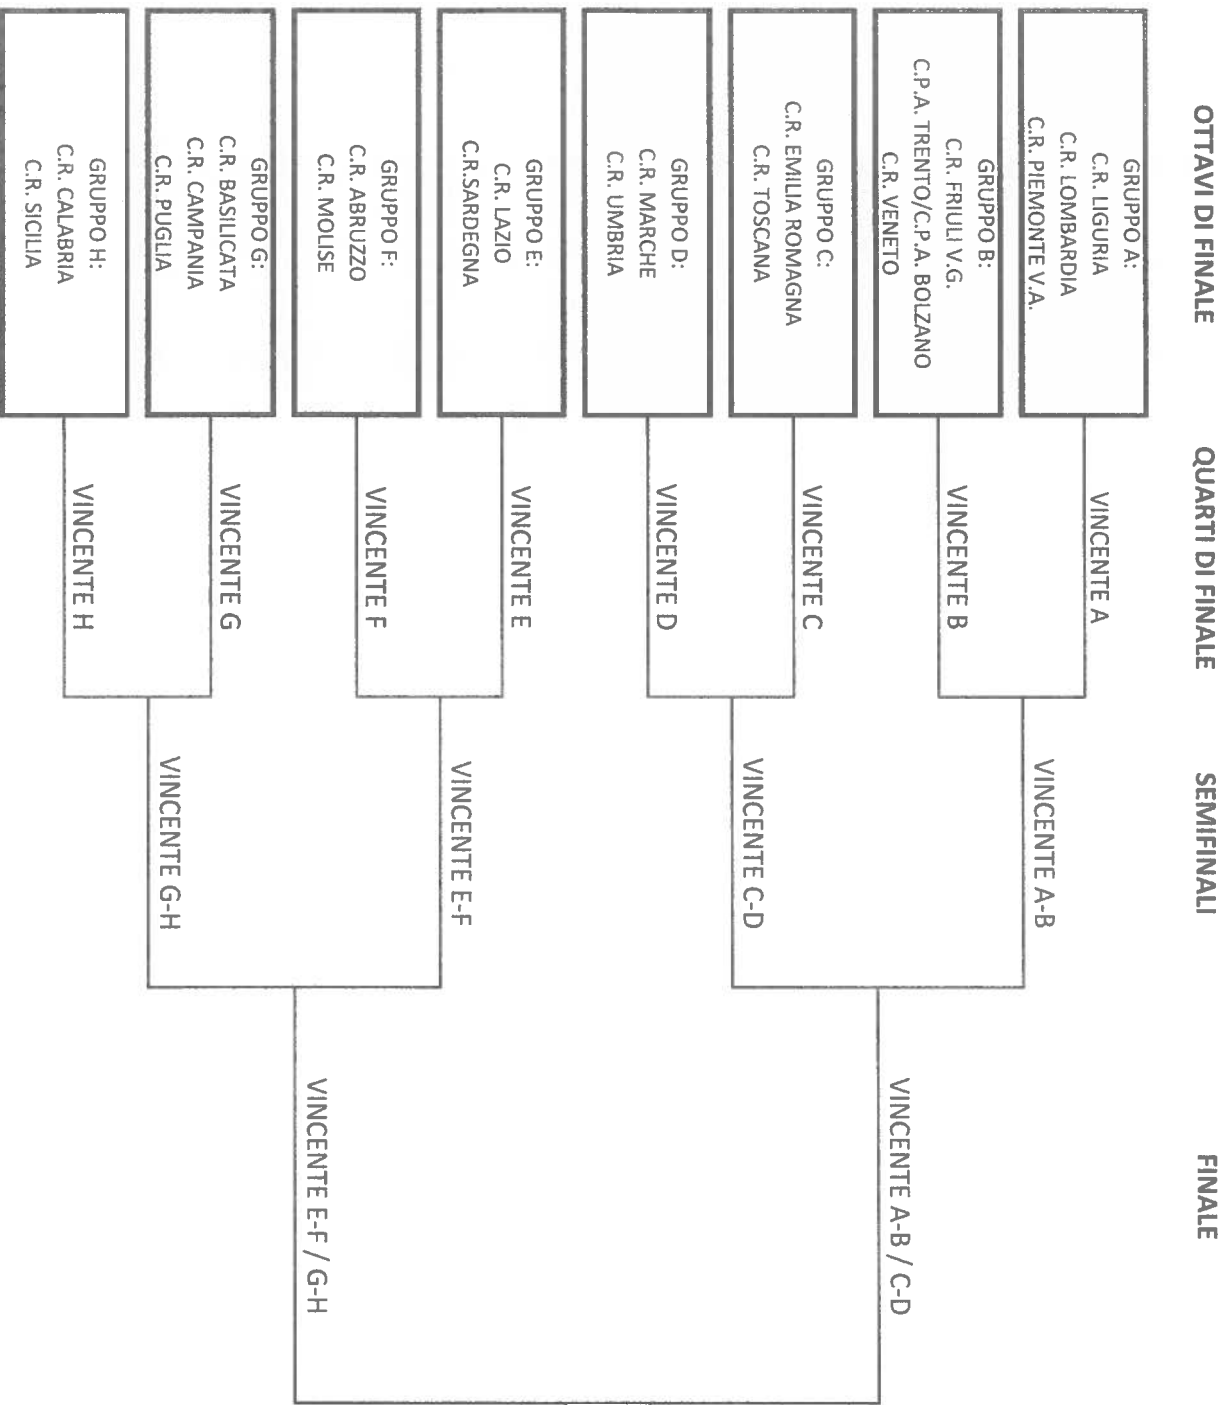 OTTAVI DI FINALE
QUARTI DI FINALE
SEMIFINALI
FINALE
GRUPPO A:
C.R. LIGURIA
C.R. LOMBARDIA
C.R. PIEMONTE V.A.
GRUPPO B:
C.R. FRIULI V.G.
C.P.A. TRENTO/C.P.A. BOLZANO
C.R. VENETO
GRUPPO C:
C.R. EMILIA ROMAGNA
C.R. TOSCANA
GRUPPO D:
C.R. MARCHE
C.R. UMBRIA
GRUPPO E:
C.R. LAZIO
C.R.SARDEGNA
GRUPPO F:
C.R. ABRUZZO
C.R. MOLISE
GRUPPO G:
C.R. BASILICATA
C.R. CAMPANIA
C.R. PUGLIA
GRUPPO H:
C.R. CALABRIA
C.R. SICILIA
VINCENTE A
VINCENTE B
VINCENTE C
VINCENTE D
VINCENTE E
VINCENTE F
VINCENTE G
VINCENTE H
VINCENTE A-B
VINCENTE C-D
VINCENTE E-F
VINCENTE G-H
VINCENTE A-B / C-D
VINCENTE E-F / G-H